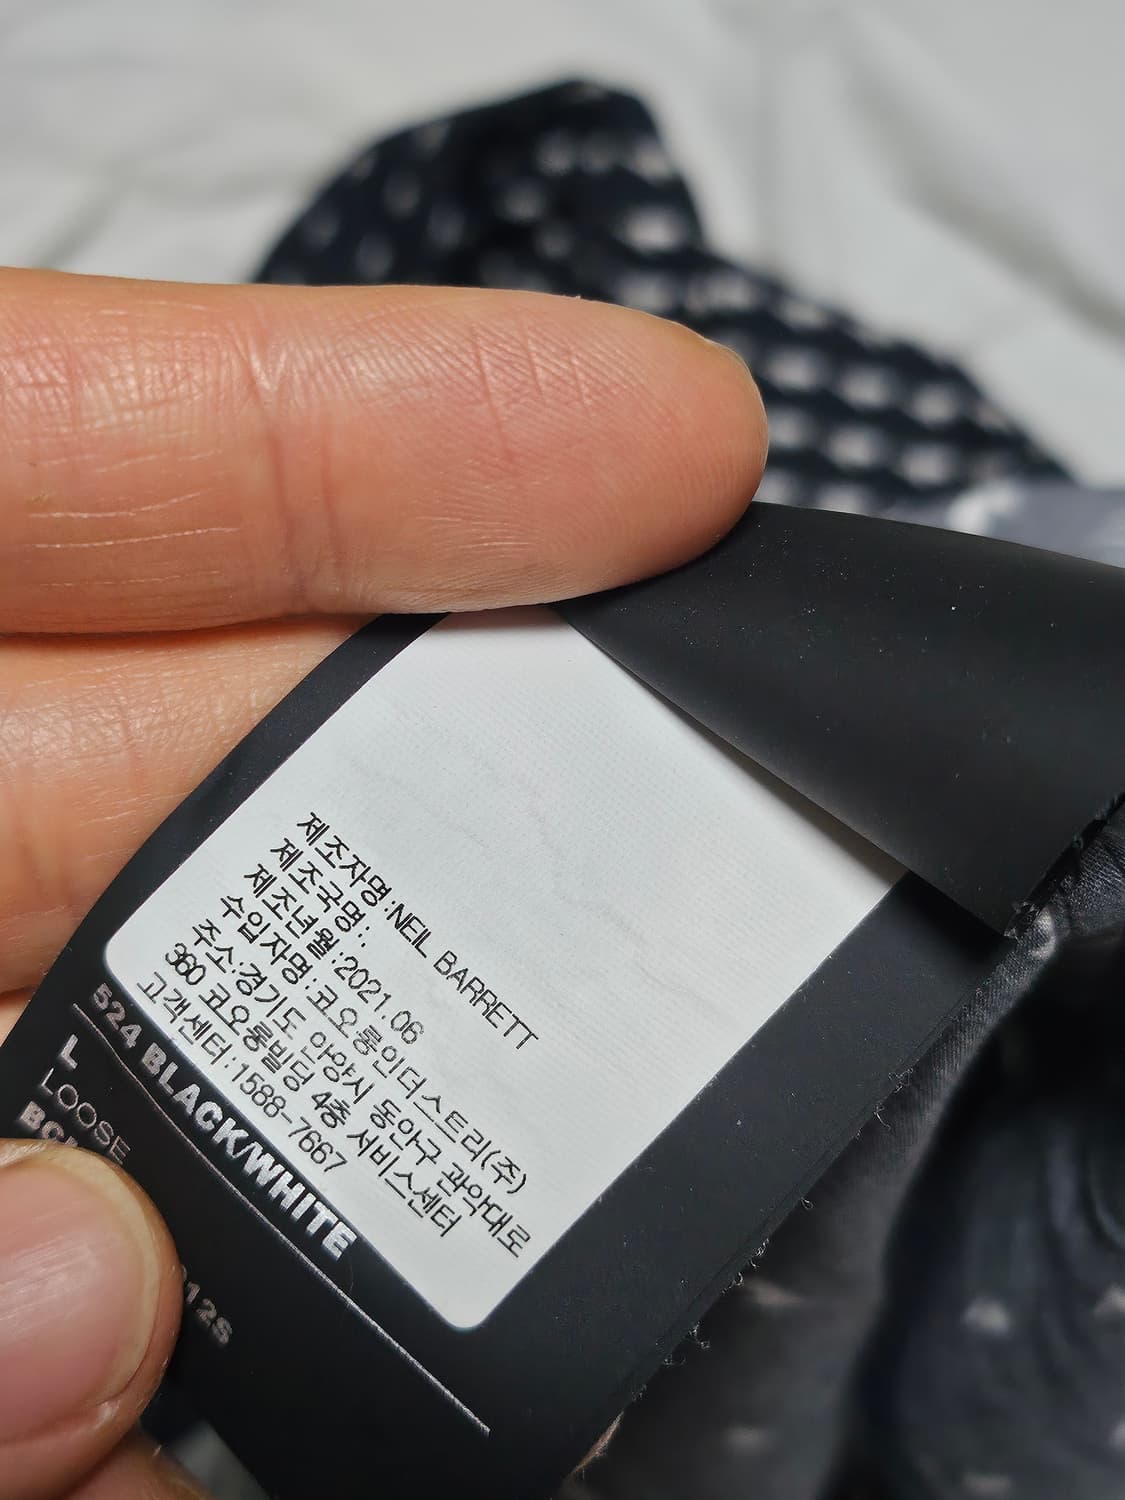 제조자명:NEIL BARRETT
제조국명:.
제조년월:2021.06
수입자명:코오롱인더스트리(주)
주소:경기도 안양시 동안구 관악대로
360 코오롱빌딩 4층 서비스센터
고객센터:1588-7667
524 BLACK/WHITE
L
LOOSE